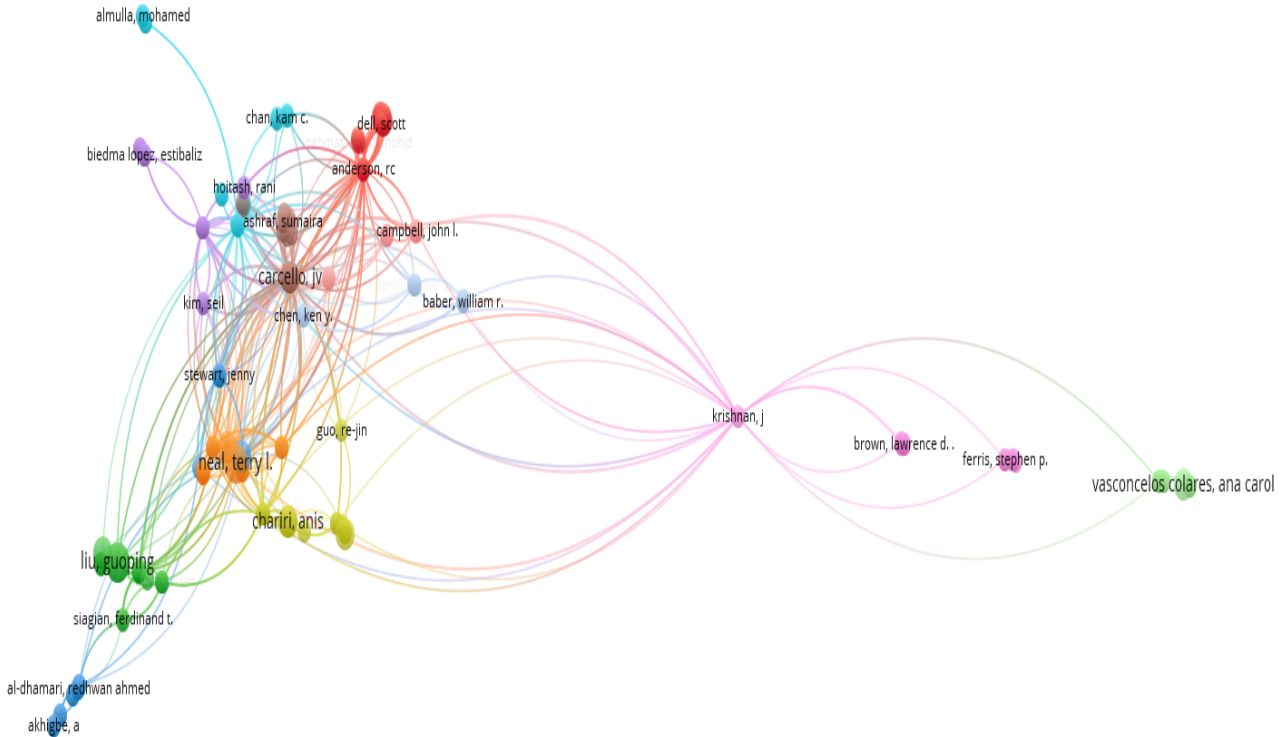 almulla, mohamed
chan, kam c.
dell, scott
biedma lopez, estibaliz
anderson, rc
hoitash, rani
ashraf, sumaira
campbell, john l.
carcello, jv
kim, seil
baber, william r.
chen, ken y.
stewart, jenny
krishnan, j
guo, re-jin
brown, lawrence d. .
ferris, stephen p.
neal, terry l.
vasconcelos colares, ana carol
chariri, anis
liu, guoping
siagian, ferdinand t.
al-dhamari, redhwan ahmed
akhigbe, a